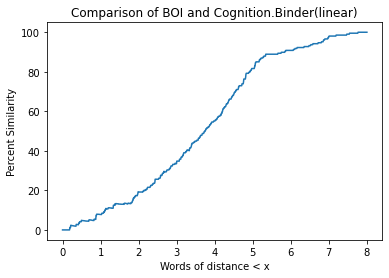 Comparison of BOI and Cognition.Binder(linear)
Percent Similarity
100
80
60
40
20
0
0 1 2 3 4 5 6 7 8
Words of distance < x